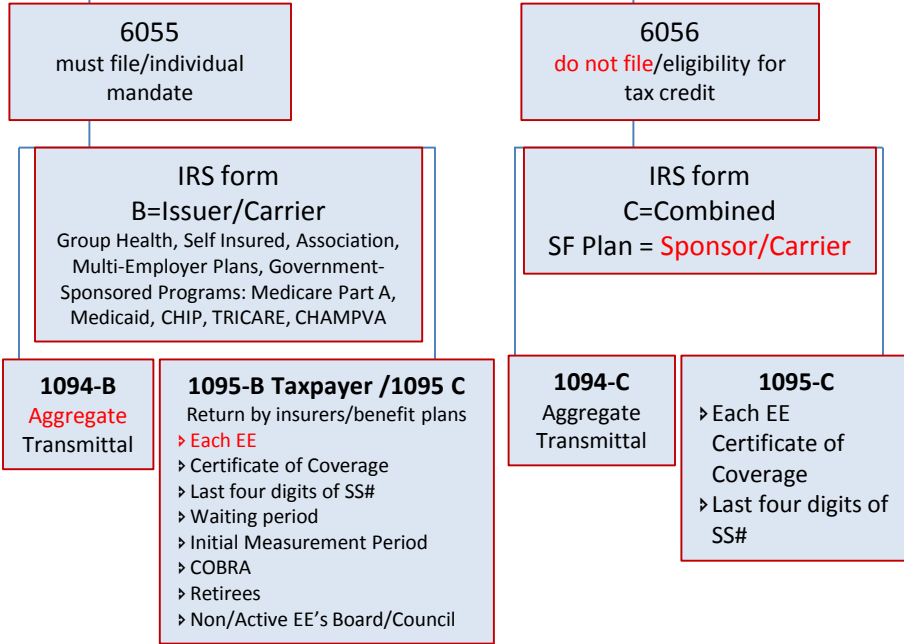 6055
must file/individual
mandate
6056
do not file/eligibility for
tax credit
IRS form
B=Issuer/Carrier
Group Health, Self Insured, Association,
Multi-Employer Plans, Government-
Sponsored Programs: Medicare Part A,
Medicaid, CHIP, TRICARE, CHAMPVA
IRS form
C=Combined
SF Plan = Sponsor/Carrier
1094-B
Aggregate
Transmittal
1095-B Taxpayer /1095 C
Return by insurers/benefit plans
Each EE
Certificate of Coverage
Last four digits of SS#
Waiting period
Initial Measurement Period
COBRA
Retirees
Non/Active EE's Board/Council
1094-C
Aggregate
Transmittal
1095-C
Each EE
Certificate of
Coverage
Last four digits of
SS#